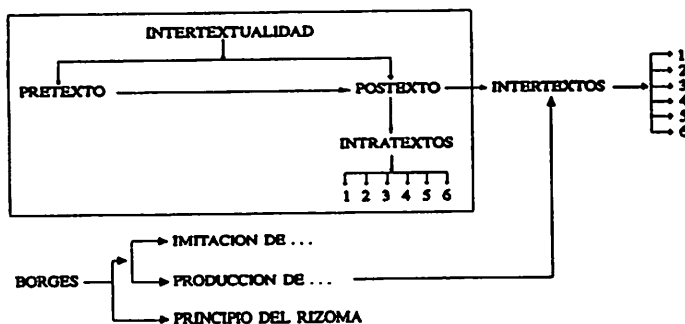 INTERTEXTUALIDAD
PRETEXTO POSTEXTO INTERTEXTOS
INTRATEXTOS
1 2 3 4 5 6
1
2
3
4
5
6
IMITACION DE . . .
BORGES PRODUCCION DE . . .
PRINCIPIO DEL RIZOMA